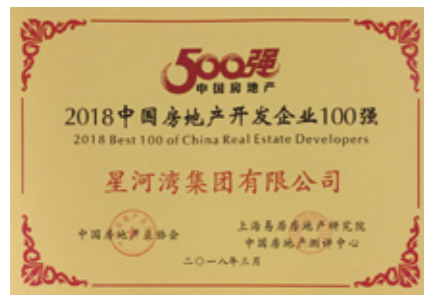 500强
中国房地产
2018中国房地产开发企业100强
2018 Best 100 of China Real Estate Developers
星河湾集团有限公司
中国房地产业协会
上海易居房地产研究院
中国房地产测评中心
二〇一八年三月